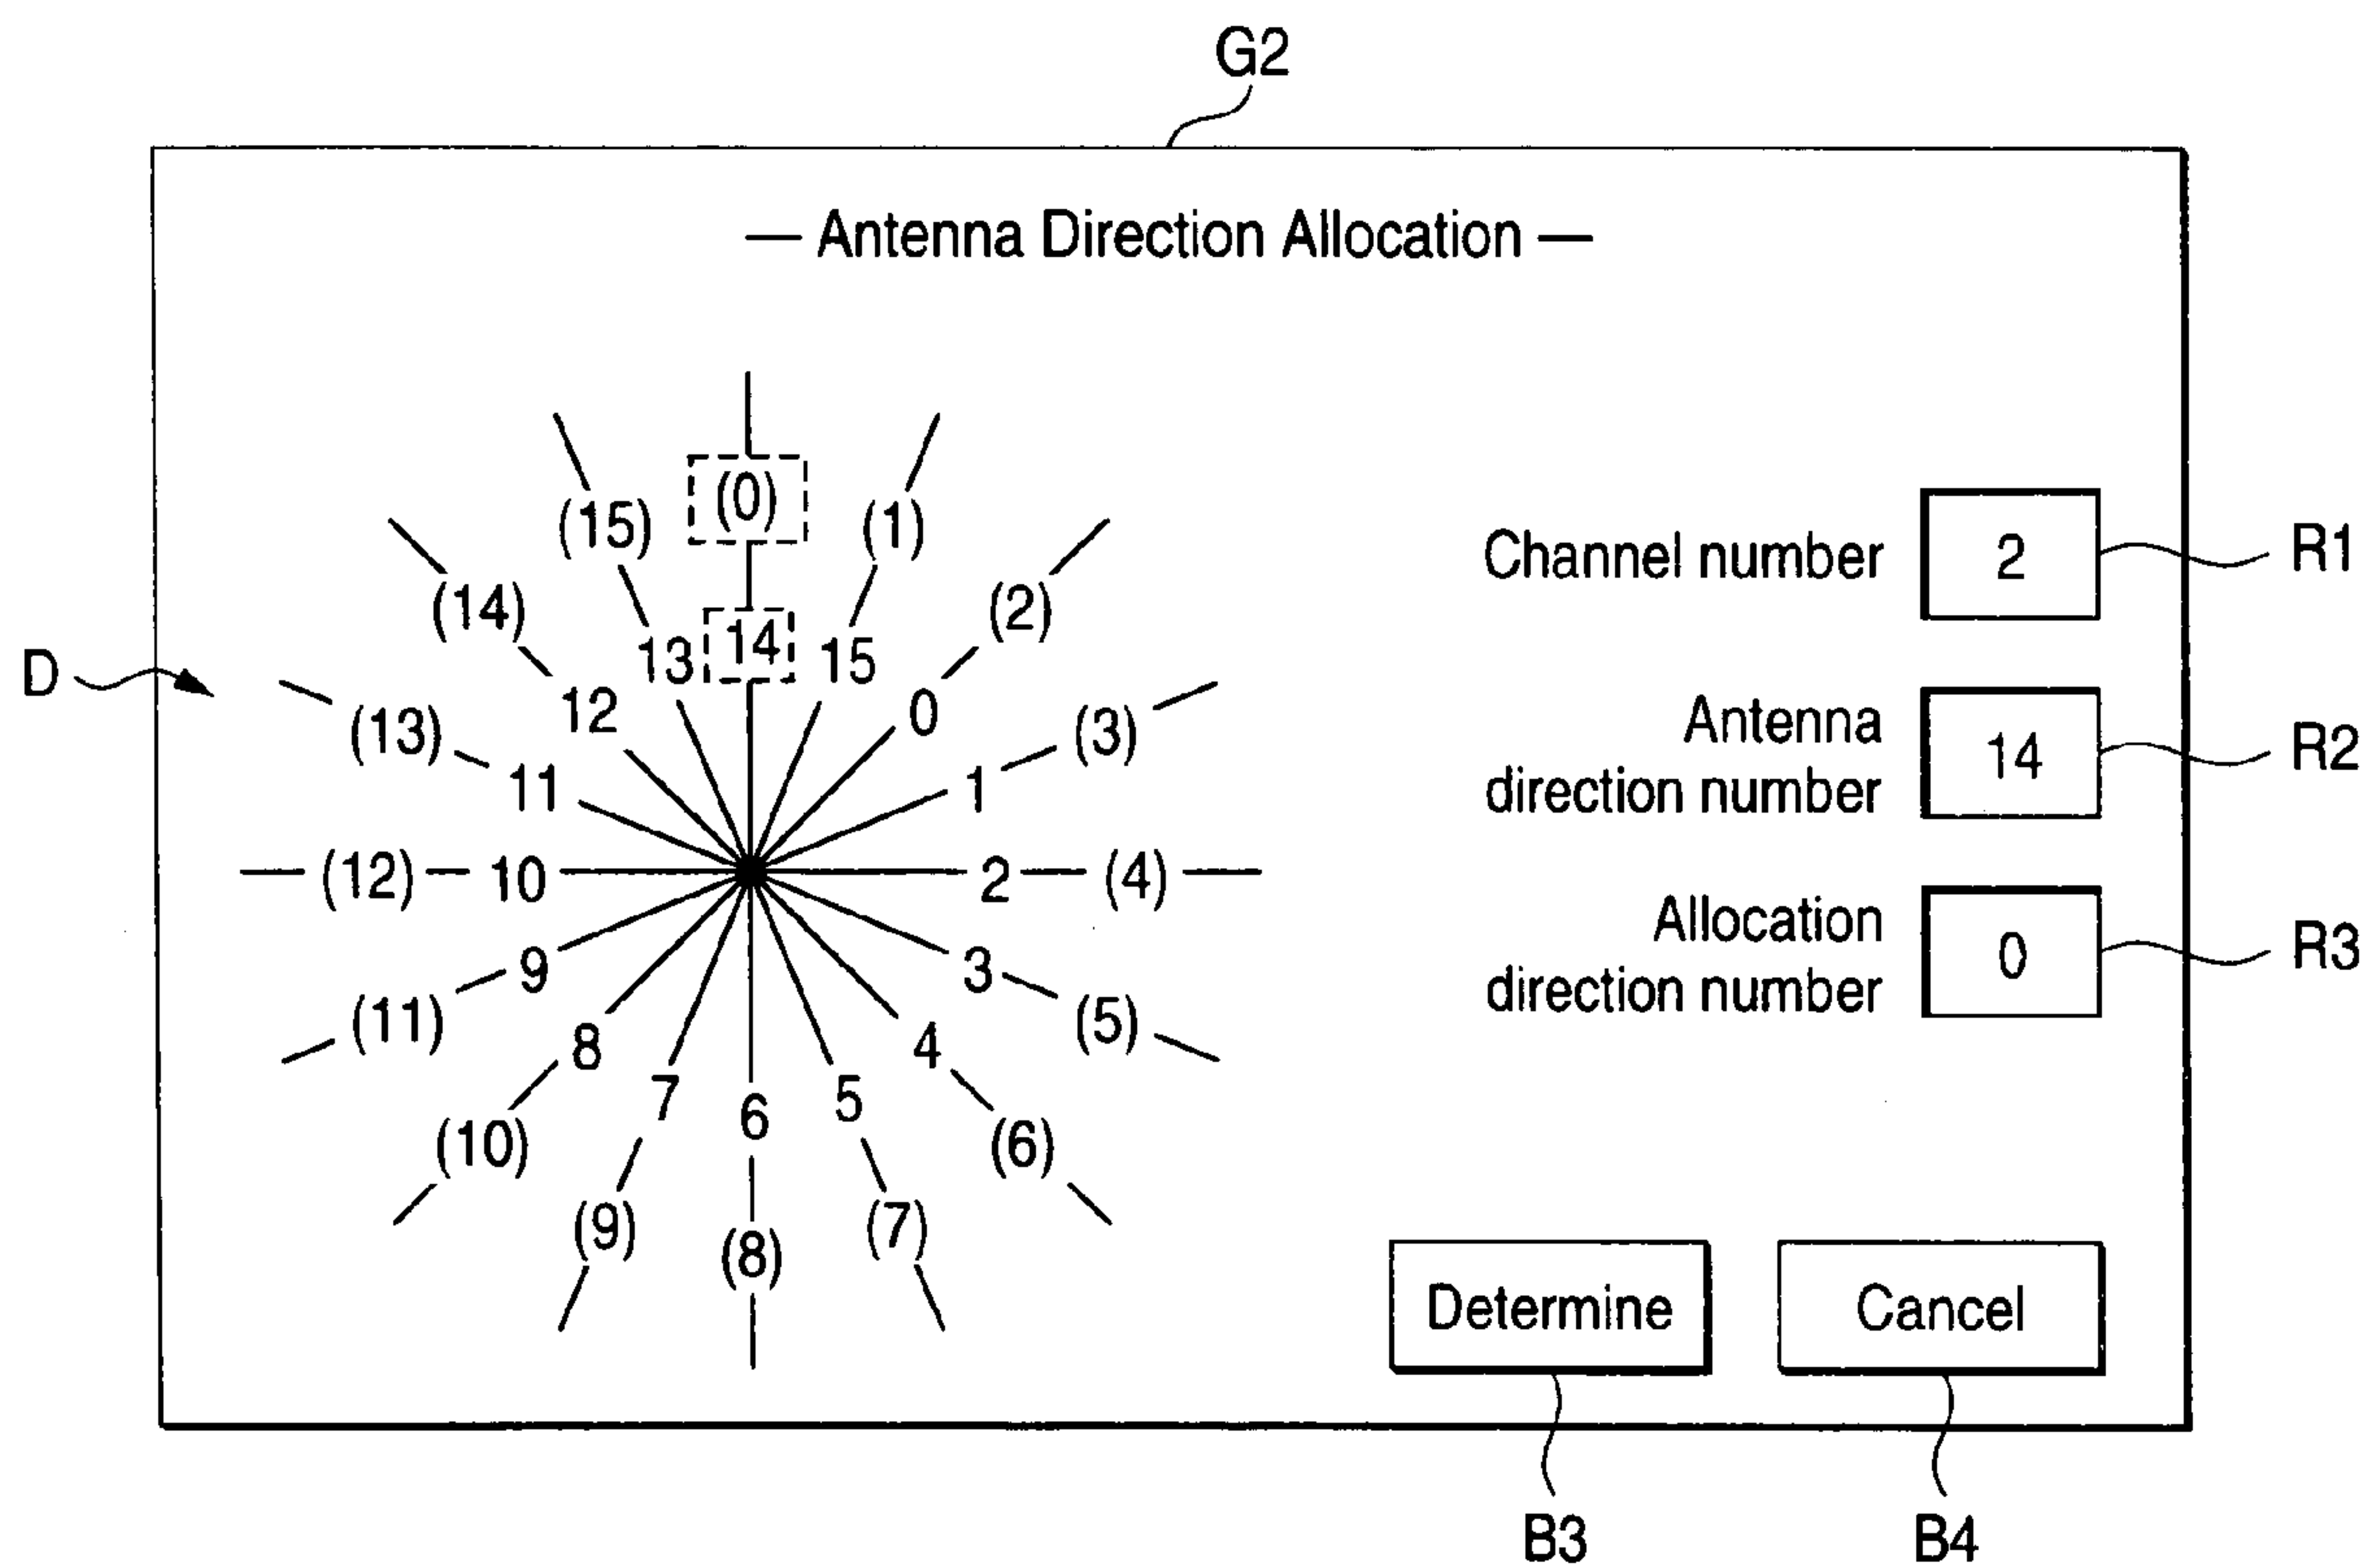 G2
— Antenna Direction Allocation —
(0)
(15)
(1)
(14)
(2)
13
14
15
12
0
(13)
(3)
11
1
(12)
10
2
(4)
9
3
(11)
(5)
8
4
7
5
6
(10)
(6)
(9)
(7)
(8)
D
Channel number
2
R1
Antenna
direction number
14
R2
Allocation
direction number
0
R3
Determine
Cancel
B3
B4